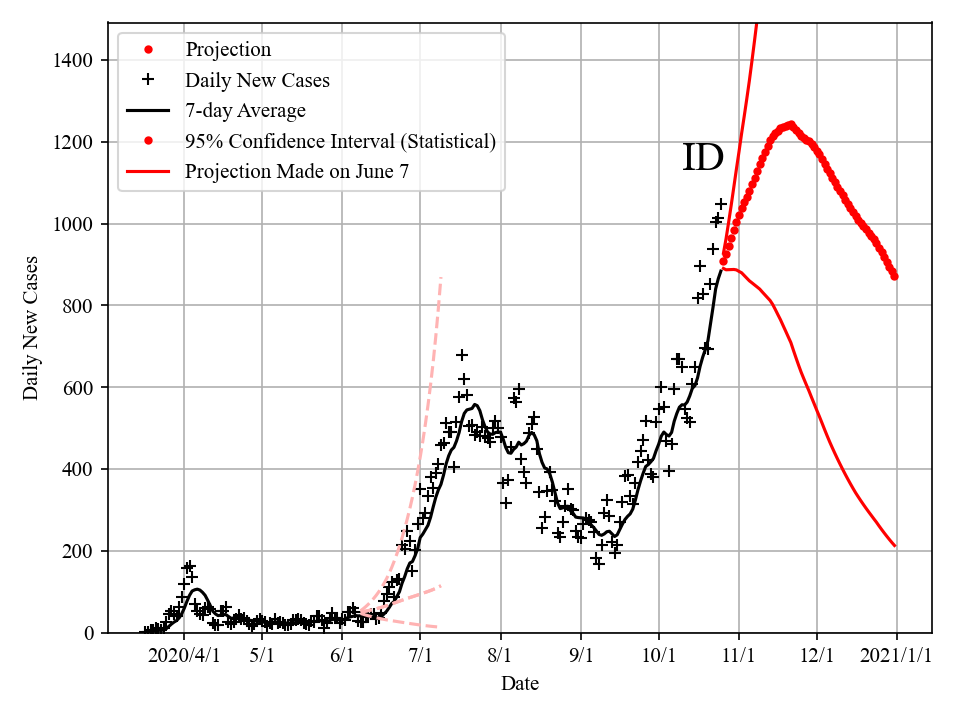 Projection
Daily New Cases
7-day Average
95% Confidence Interval (Statistical)
Projection Made on June 7
ID
1400
1200
1000
800
600
400
200
0
Daily New Cases
2020/4/1 5/1 6/1 7/1 8/1 9/1 10/1 11/1 12/1 2021/1/1
Date